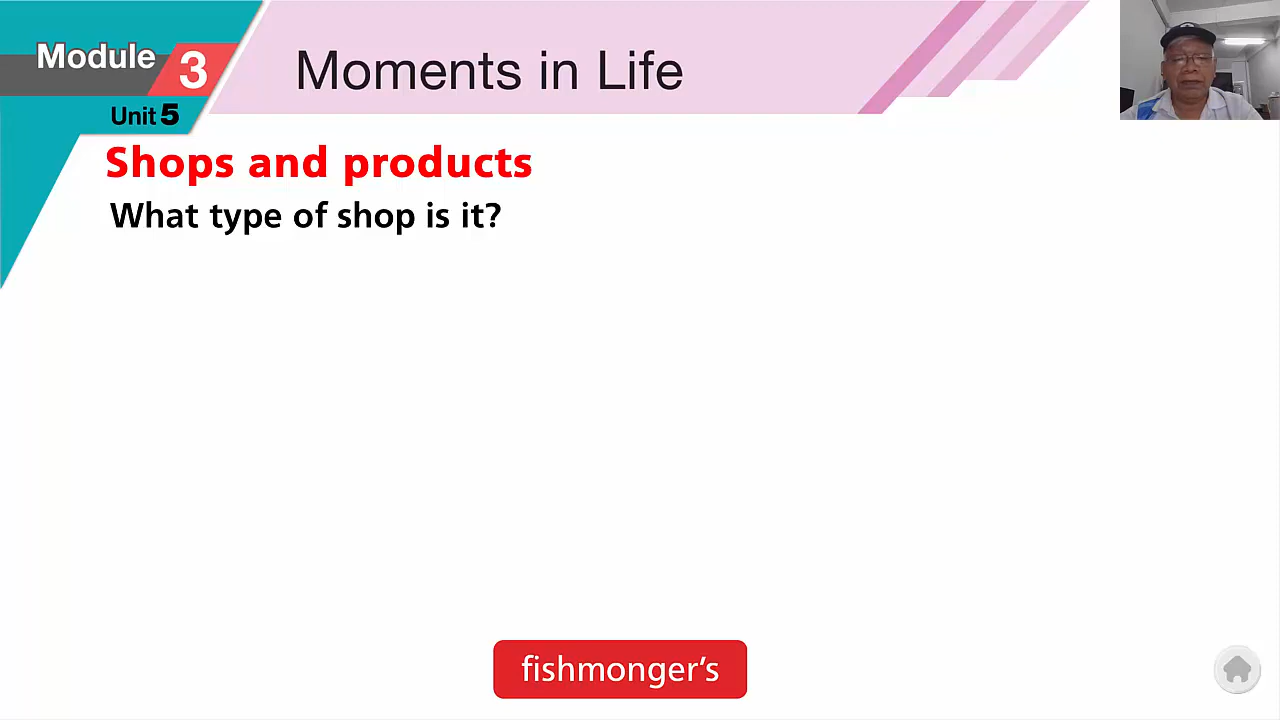 Module 3
Moments in Life
Unit 5
Shops and products
What type of shop is it?
fishmonger’s